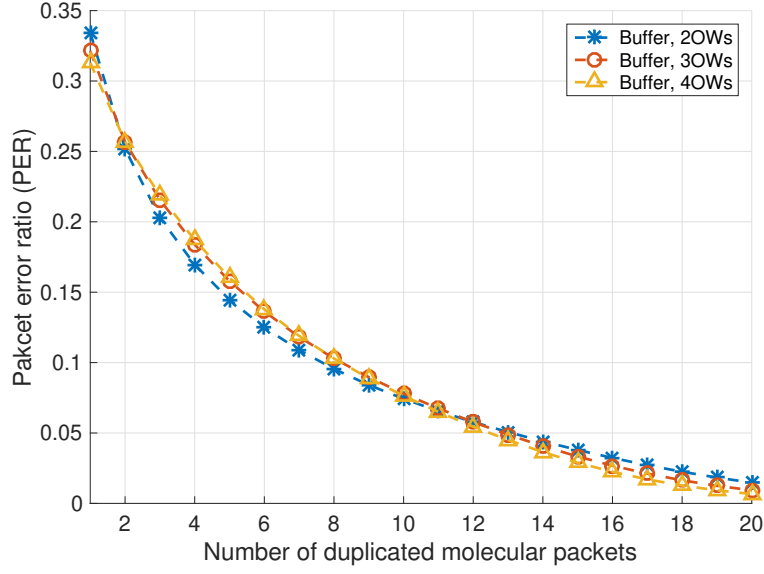 0.35
0.3
0.25
0.2
0.15
0.1
0.05
0
Pakcet error ratio (PER)
Buffer, 2OWs
Buffer, 3OWs
Buffer, 4OWs
2 4 6 8 10 12 14 16 18 20
Number of duplicated molecular packets